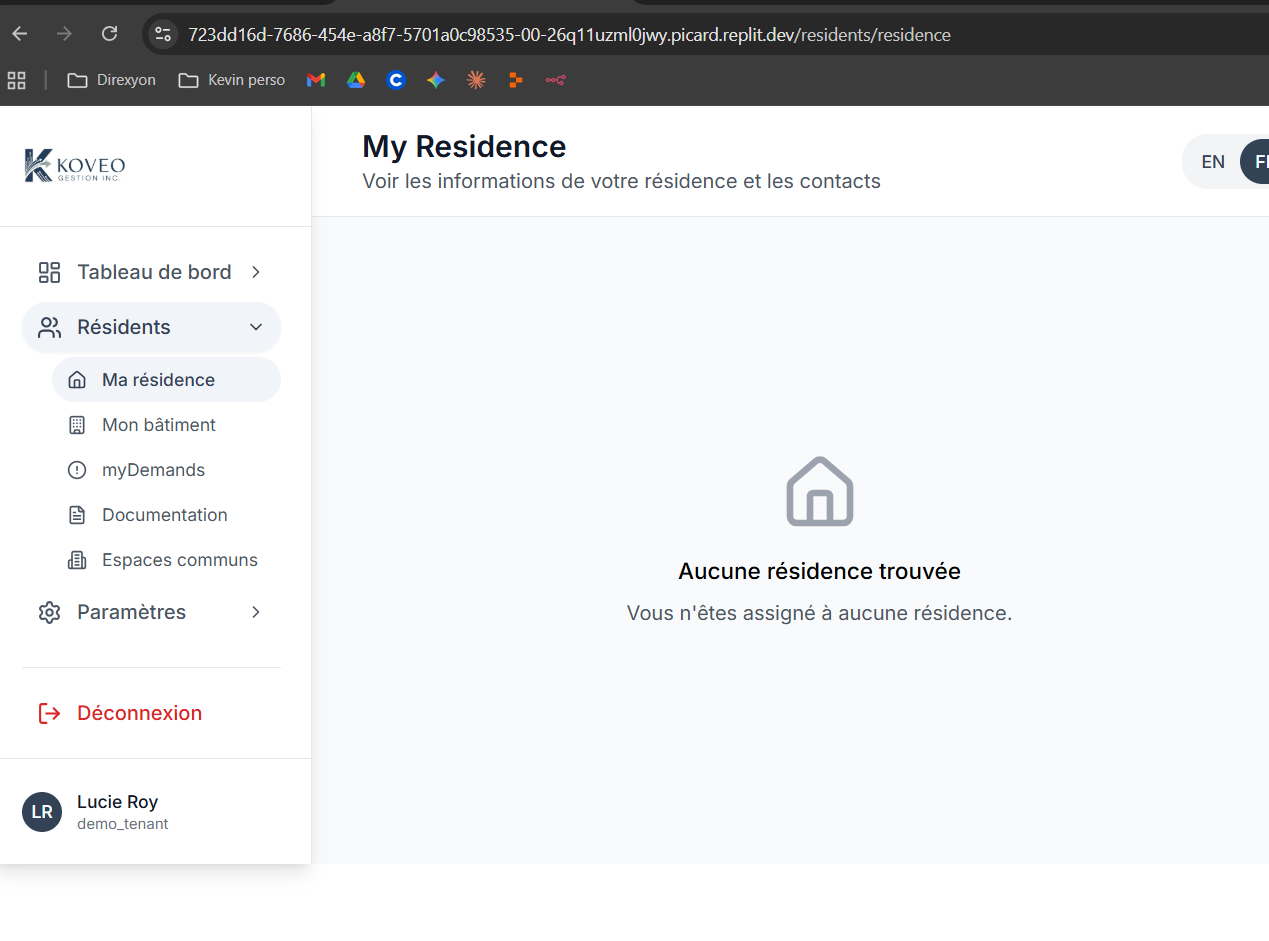 723dd16d-7686-454e-a8f7-5701a0c98535-00-26q11uzml0jwy.picard.replit.dev/residents/residence
Direxyon
Kevin perso
KOVEO
GESTION INC.
My Residence
Voir les informations de votre résidence et les contacts
EN
Tableau de bord
Résidents
Ma résidence
Mon bâtiment
myDemands
Documentation
Espaces communs
Paramètres
Déconnexion
LR
Lucie Roy
demo_tenant
Aucune résidence trouvée
Vous n'êtes assigné à aucune résidence.